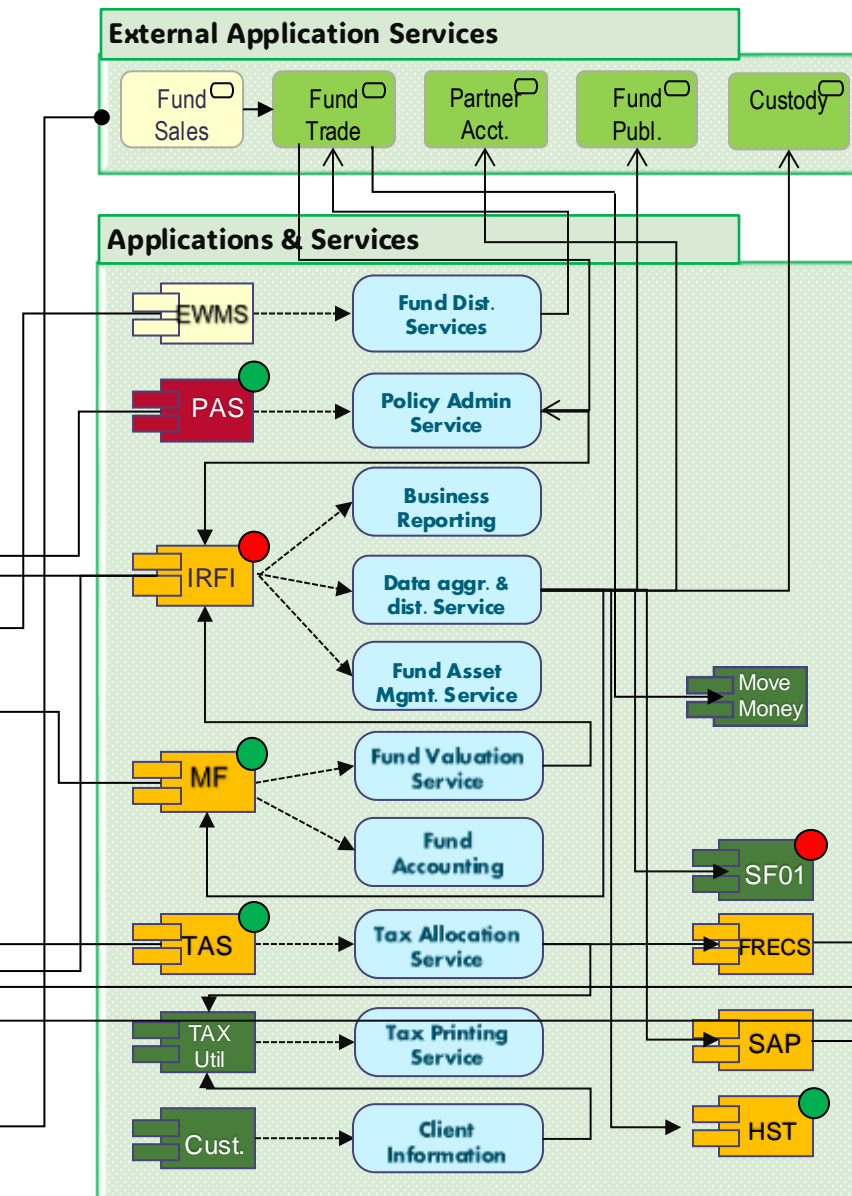 External Application Services
Fund
Sales
Fund
Trade
Partner
Acct.
Fund
Publ.
Custody
Applications & Services
EWMS
Fund Dist.
Services
PAS
Policy Admin
Service
Business
Reporting
IRFI
Data aggr. &
dist. Service
Fund Asset
Mgmt. Service
Move
Money
MF
Fund Valuation
Service
Fund
Accounting
SF01
TAS
Tax Allocation
Service
FRECS
TAX
Util
Tax Printing
Service
SAP
Cust.
Client
Information
HST